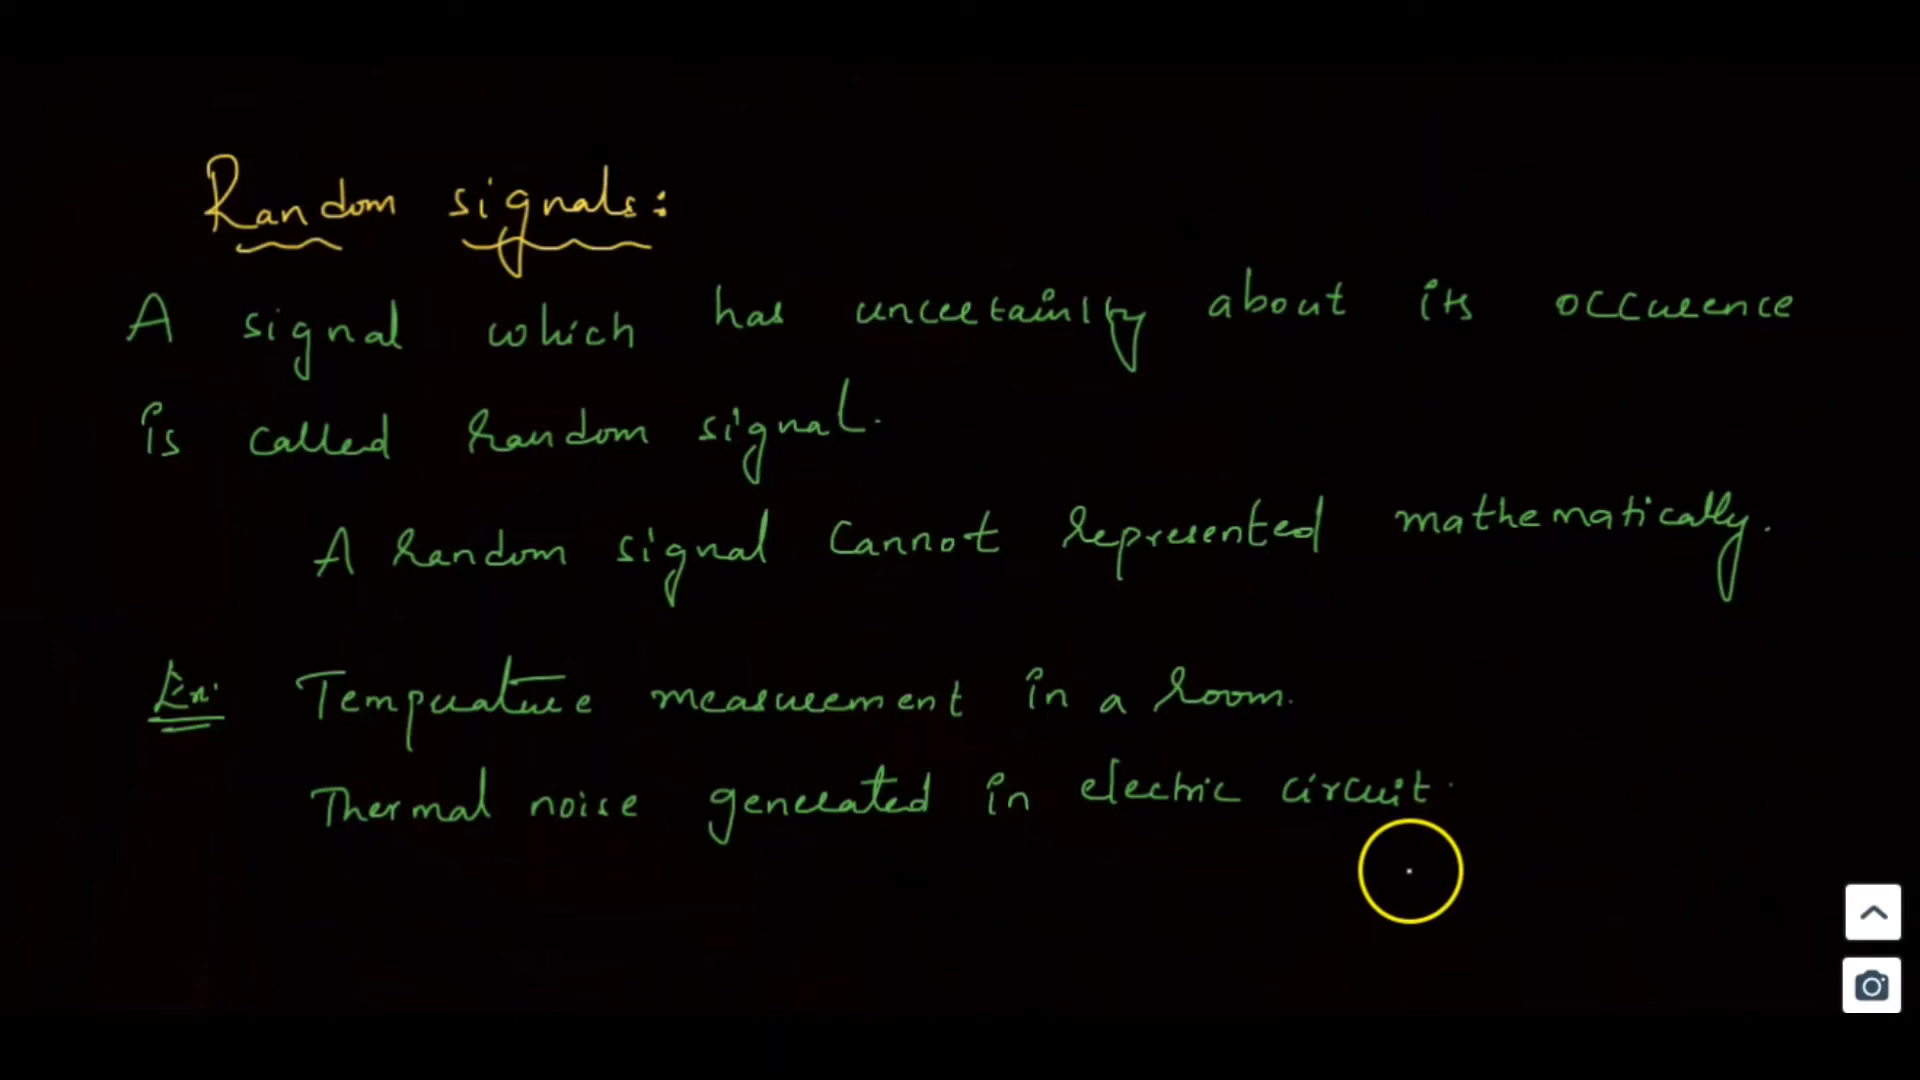 Random signals:
A signal which has uncertainity about its occurence
is called random signal.
A random signal cannot represented mathematically.
Ex: Temperature measurement in a room.
Thermal noise generated in electric circuit.